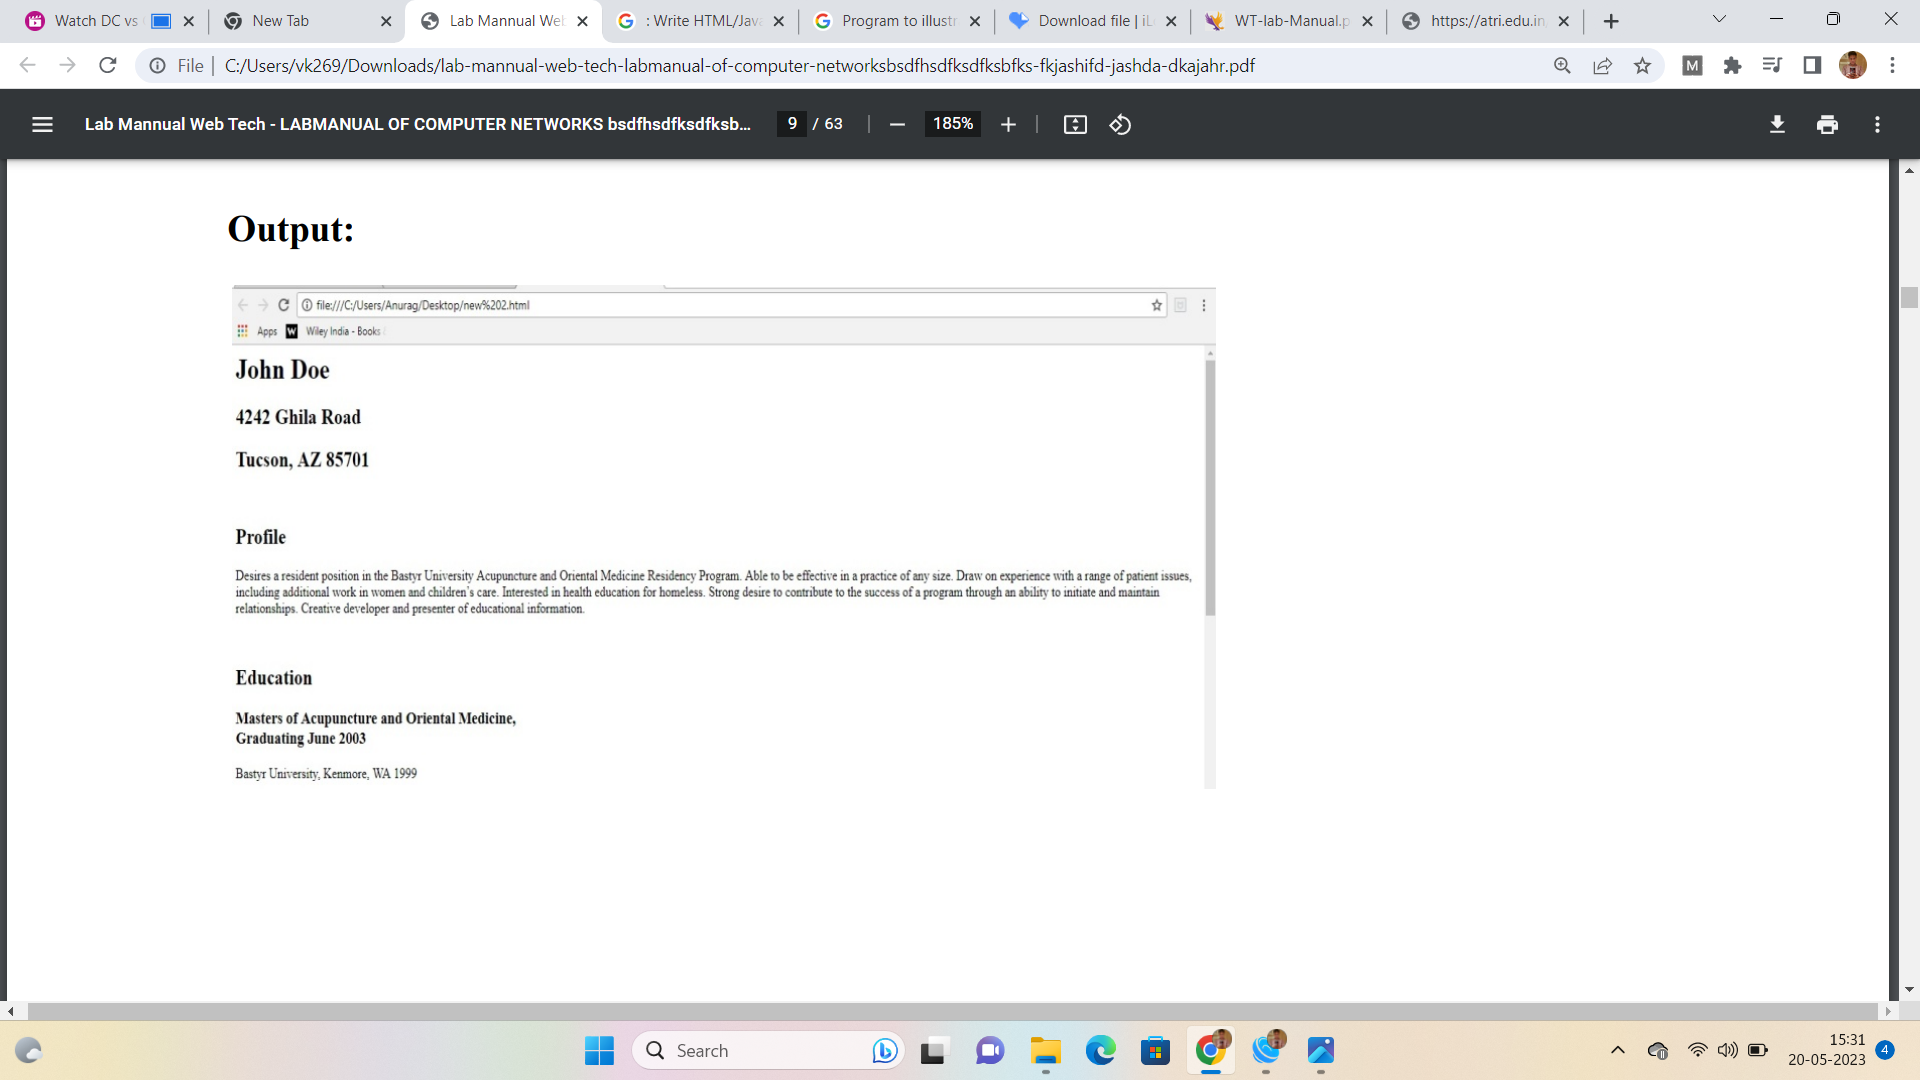 Watch DC vs
New Tab
Lab Mannual Web
: Write HTML/Java
Program to illustr
Download file | iL
WT-lab-Manual.p
https://atri.edu.in
File
C:/Users/vk269/Downloads/lab-mannual-web-tech-labmanual-of-computer-networksbsdfhsdfksdfksbfks-fkjashifd-jashda-dkajahr.pdf
M
Lab Mannual Web Tech - LABMANUAL OF COMPUTER NETWORKS bsdfhsdfksdfksb...
9 / 63
185%
Output:
file:///C:/Users/Anurag/Desktop/new%202.html
Apps W Wiley India - Books
John Doe
4242 Ghila Road
Tucson, AZ 85701
Profile
Desires a resident position in the Bastyr University Acupuncture and Oriental Medicine Residency Program. Able to be effective in a practice of any size. Draw on experience with a range of patient issues,
including additional work in women and children's care. Interested in health education for homeless. Strong desire to contribute to the success of a program through an ability to initiate and maintain
relationships. Creative developer and presenter of educational information.
Education
Masters of Acupuncture and Oriental Medicine,
Graduating June 2003
Bastyr University, Kenmore, WA 1999
Search
15:31
20-05-2023
4